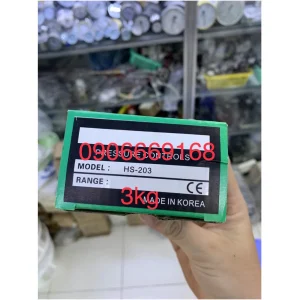 0906669168
PRESSURE CONTROLS
MODEL : HS-203
RANGE :
CE
3kg
MADE IN KOREA